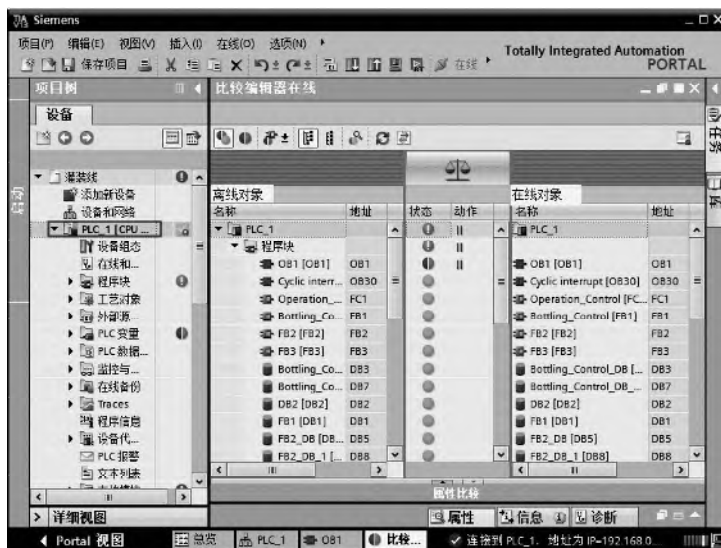 Siemens
项目(P) 编辑(E) 视图(V) 插入(I) 在线(O) 选项(N)
Totally Integrated Automation
PORTAL
保存项目
在线
项目树
比较编辑器在线
设备
任务
库
启动
灌装线
添加新设备
设备和网络
PLC_1 [CPU ...
设备组态
在线和...
程序块
工艺对象
外部源
PLC 变量
PLC 数据...
监控与...
在线备份
Traces
程序信息
设备代...
PLC 报警
文本列表
离线对象
在线对象
名称 地址 状态 动作 名称 地址
PLC_1 PLC_1
程序块
OB1 [OB1] OB1 OB1 [OB1] OB1
Cyclic interr... OB30 Cyclic interrupt [OB30] OB30
Operation_... FC1 Operation_Control [FC... FC1
Bottling_Co... FB1 Bottling_Control [FB1] FB1
FB2 [FB2] FB2 FB2 [FB2] FB2
FB3 [FB3] FB3 FB3 [FB3] FB3
Bottling_Co... DB3 Bottling_Control_DB [... DB3
Bottling_Co... DB7 Bottling_Control_DB_... DB7
DB2 [DB2] DB2 DB2 [DB2] DB2
FB1 [DB1] DB1 FB1 [DB1] DB1
FB2_DB [DB... DB5 FB2_DB [DB5] DB5
FB2_DB_1 [... DB8 FB2_DB_1 [DB8] DB8
属性比较
详细视图
属性 信息 诊断
Portal 视图 总览 PLC_1 OB1 比较... 连接到 PLC_1. 地址为 IP=192.168.0...